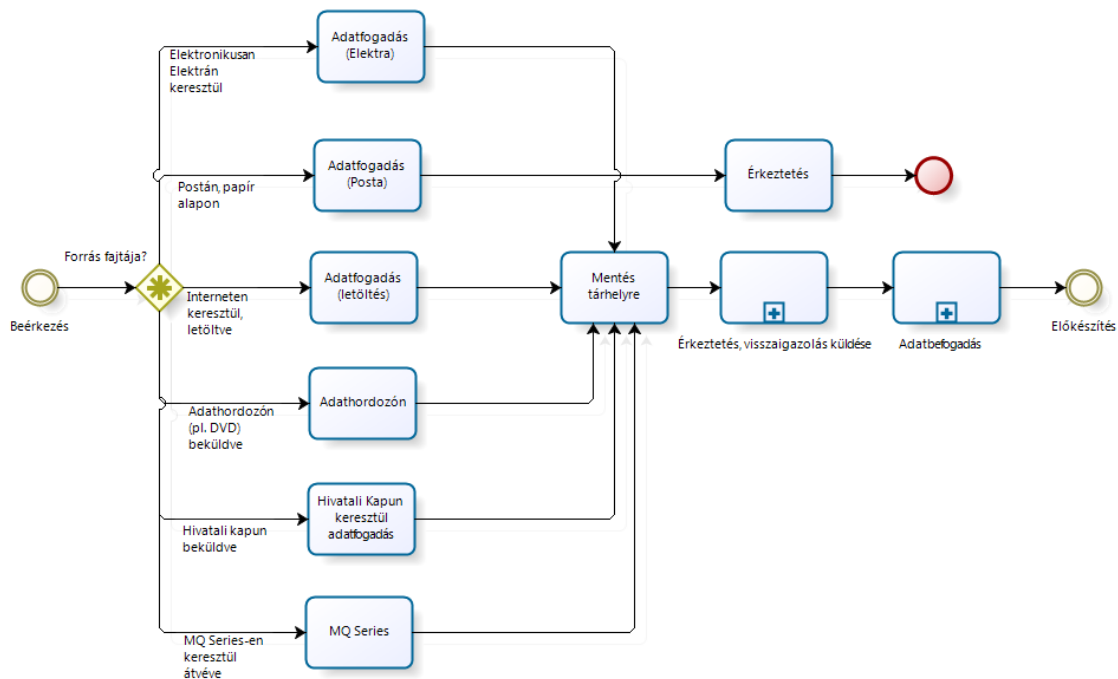 Adatfogadás
(Elektra)
Elektronikusan
Elektrán
keresztül
Adatfogadás
(Posta)
Érkeztetés
Postán, papír
alapon
Forrás fajtája?
Adatfogadás
(letöltés)
Mentés
tárhelyre
Interneten
keresztül,
letöltve
Beérkezés
Érkeztetés, visszaigazolás küldése
Adatbefogadás
Előkészítés
Adathordozón
Adathordozón
(pl. DVD)
beküldve
Hivatali Kapun
keresztül
adatfogadás
Hivatali kapun
beküldve
MQ Series
MQ Series-en
keresztül
átvéve